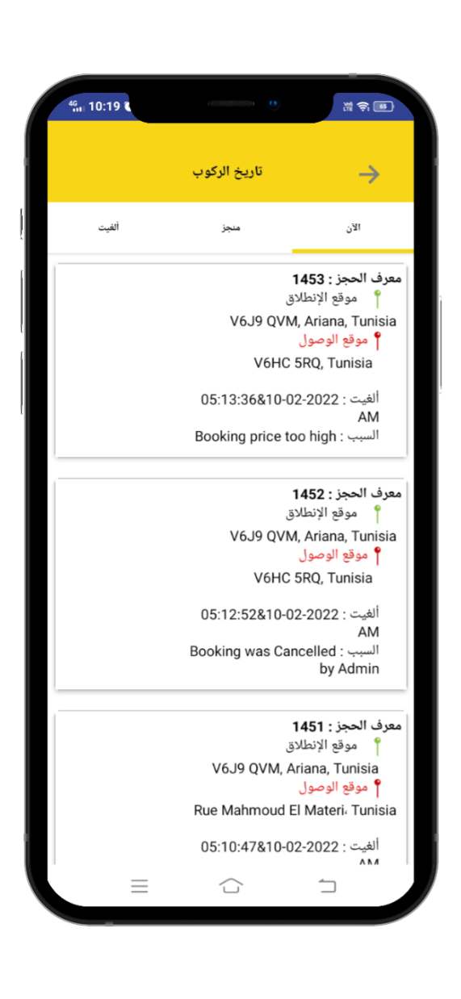 4G 10:19 Vo LTE 65
تاريخ الركوب
الآن منجز ألغيت
معرف الحجز : 1453
موقع الإنطلاق
V6J9 QVM, Ariana, Tunisia
موقع الوصول
V6HC 5RQ, Tunisia
ألغيت : 05:13:36&10-02-2022
AM
السبب : Booking price too high
معرف الحجز : 1452
موقع الإنطلاق
V6J9 QVM, Ariana, Tunisia
موقع الوصول
V6HC 5RQ, Tunisia
ألغيت : 05:12:52&10-02-2022
AM
السبب : Booking was Cancelled
by Admin
معرف الحجز : 1451
موقع الإنطلاق
V6J9 QVM, Ariana, Tunisia
موقع الوصول
Rue Mahmoud El Materi، Tunisia
ألغيت : 05:10:47&10-02-2022
AM